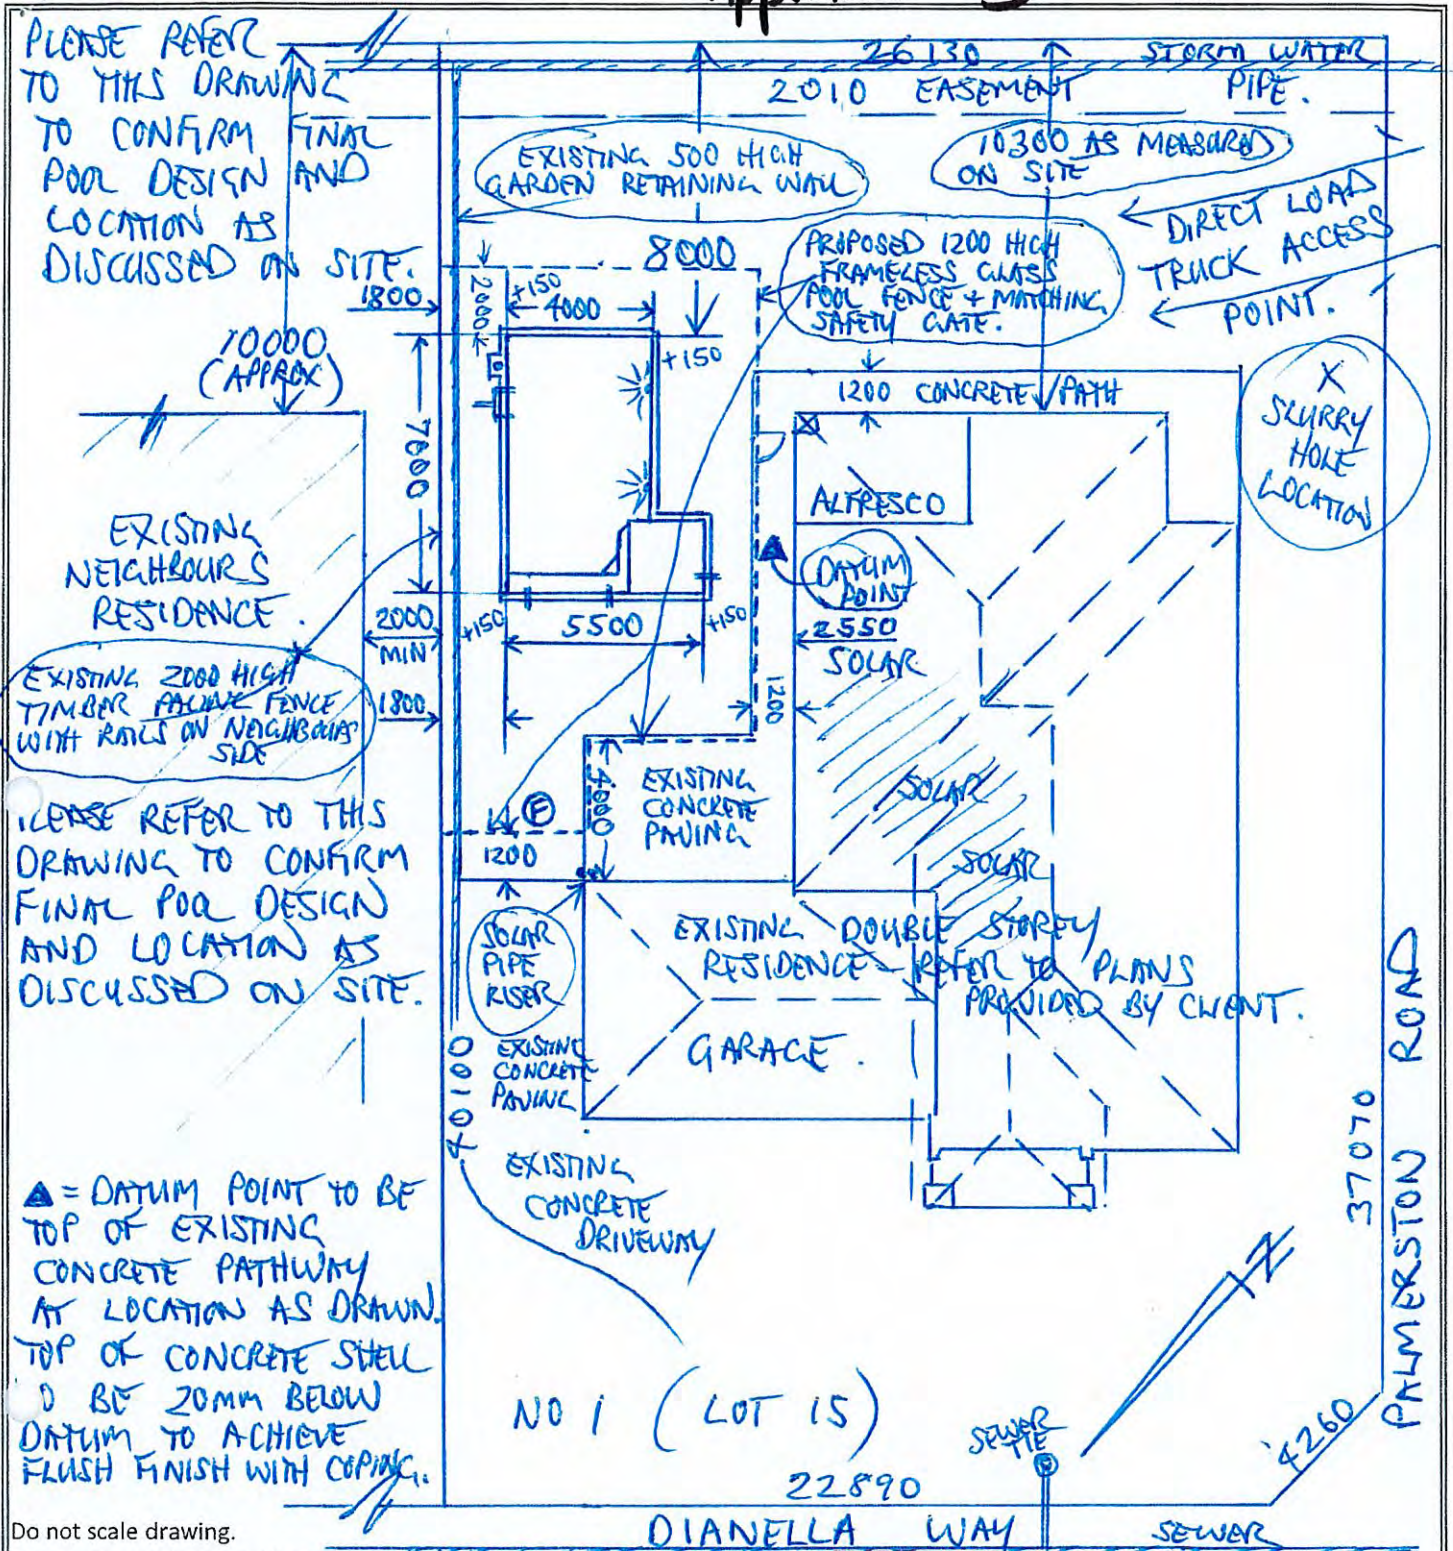 PLEASE REFER
TO THIS DRAWING
TO CONFIRM FINAL
POOL DESIGN AND
LOCATION AS
DISCUSSED ON SITE.
26130
STORM WATER
PIPE.
2010 EASEMENT
EXISTING 500 HIGH
GARDEN RETAINING WALL
10300 AS MEASURED
ON SITE
DIRECT LOAD
TRUCK ACCESS
POINT.
8000
PROPOSED 1200 HIGH
FRAMELESS GLASS
POOL FENCE + MATCHING
SAFETY GATE.
1800
2000
+150
4000
+150
10000
(APPROX)
7000
1200 CONCRETE PATH
X
SLURRY
HOLE
LOCATION
ALFRESCO
EXISTING
NEIGHBOURS
RESIDENCE.
DATUM
POINT
2000
MIN
+150
5500
+150
2550
SOLAR
EXISTING 2000 HIGH
TIMBER PALING FENCE
WITH RAILS ON NEIGHBOURS
SIDE
1800
1200
EXISTING
CONCRETE
PAVING
4000
F
1200
SOLAR
SOLAR
PLEASE REFER TO THIS
DRAWING TO CONFIRM
FINAL POOL DESIGN
AND LOCATION AS
DISCUSSED ON SITE.
SOLAR
PIPE
RISER
EXISTING DOUBLE STOREY
RESIDENCE - REFER TO PLANS
PROVIDED BY CLIENT.
GARAGE.
EXISTING
CONCRETE
PAVING
40100
EXISTING
CONCRETE
DRIVEWAY
37070
PALMERSTON ROAD
= DATUM POINT TO BE
TOP OF EXISTING
CONCRETE PATHWAY
AT LOCATION AS DRAWN.
TOP OF CONCRETE SHELL
O BE 20MM BELOW
DATUM TO ACHIEVE
FLUSH FINISH WITH COPING.
N
NO 1 (LOT 15)
SEWER
TIE
4260
22890
Do not scale drawing.
DIANELLA WAY
SEWER